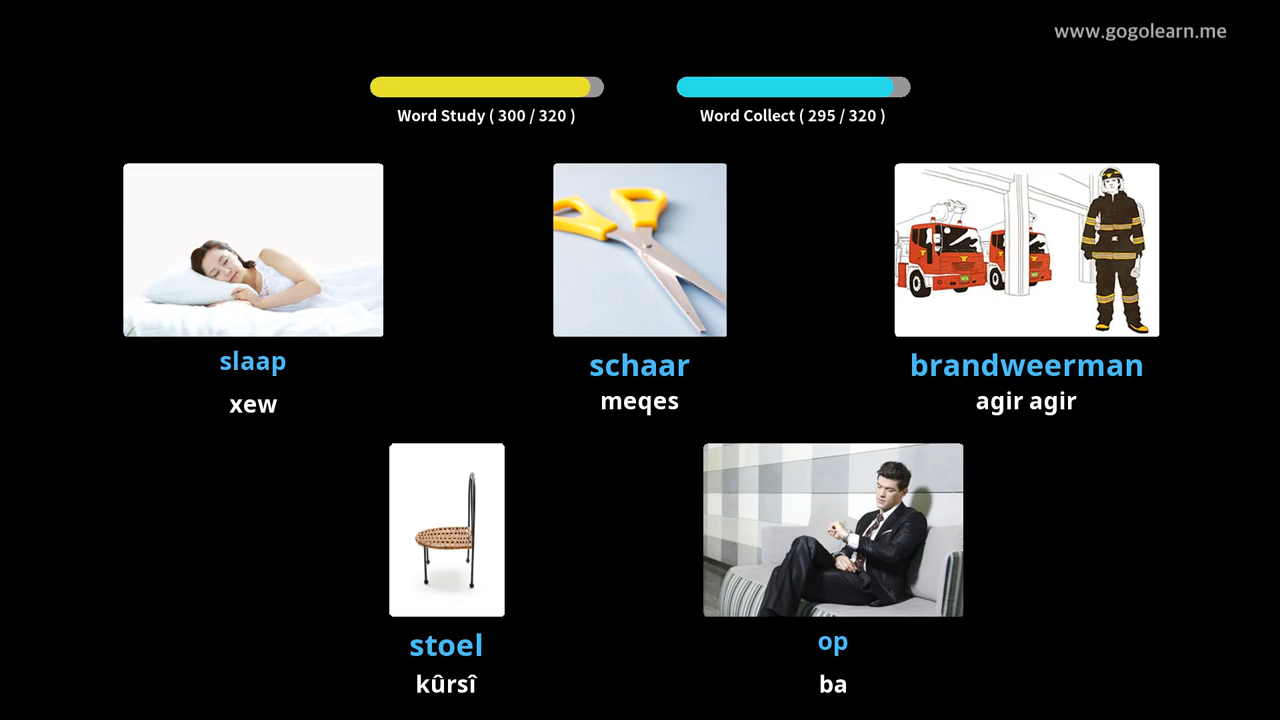 www.gogolearn.me
Word Study ( 300 / 320 )
Word Collect ( 295 / 320 )
slaap
xew
schaar
meqes
brandweerman
agir agir
stoel
kûrsî
op
ba